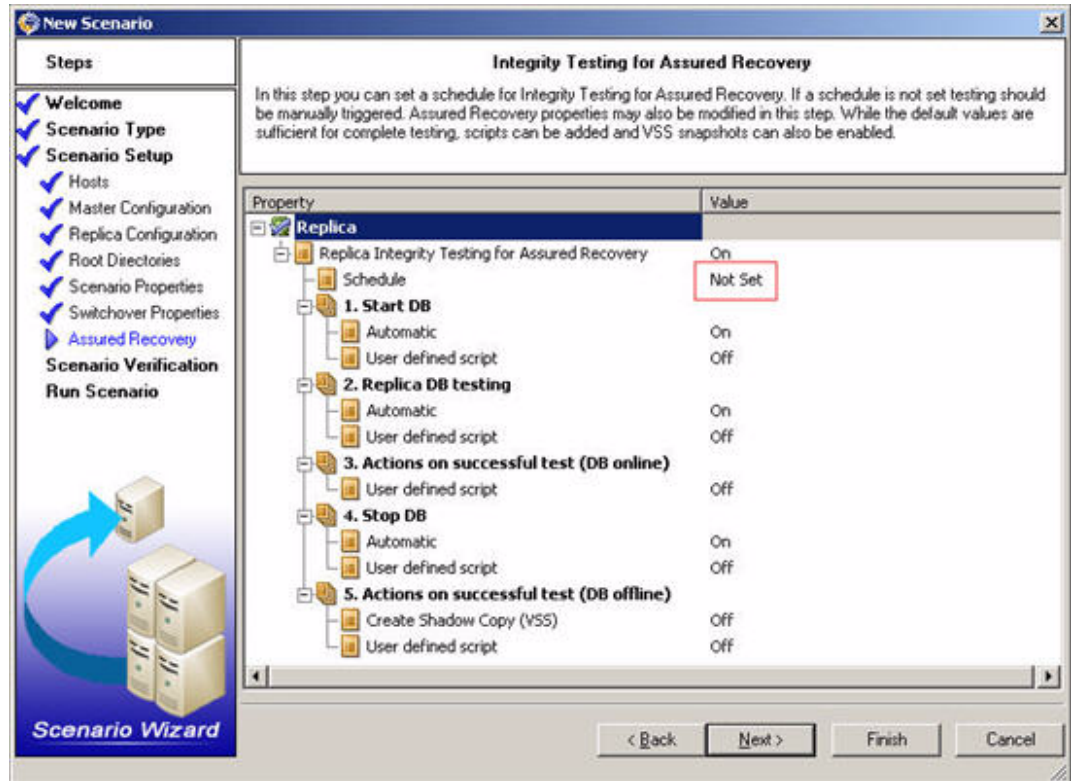 New Scenario
Steps
Welcome
Scenario Type
Scenario Setup
Hosts
Master Configuration
Replica Configuration
Root Directories
Scenario Properties
Switchover Properties
Assured Recovery
Scenario Verification
Run Scenario
Scenario Wizard
Integrity Testing for Assured Recovery
In this step you can set a schedule for Integrity Testing for Assured Recovery. If a schedule is not set testing should
be manually triggered. Assured Recovery properties may also be modified in this step. While the default values are
sufficient for complete testing, scripts can be added and VSS snapshots can also be enabled.
Property Value
Replica
Replica Integrity Testing for Assured Recovery On
Schedule Not Set
1. Start DB
Automatic On
User defined script Off
2. Replica DB testing
Automatic On
User defined script Off
3. Actions on successful test (DB online)
User defined script Off
4. Stop DB
Automatic On
User defined script Off
5. Actions on successful test (DB offline)
Create Shadow Copy (VSS) Off
User defined script Off
< Back Next > Finish Cancel